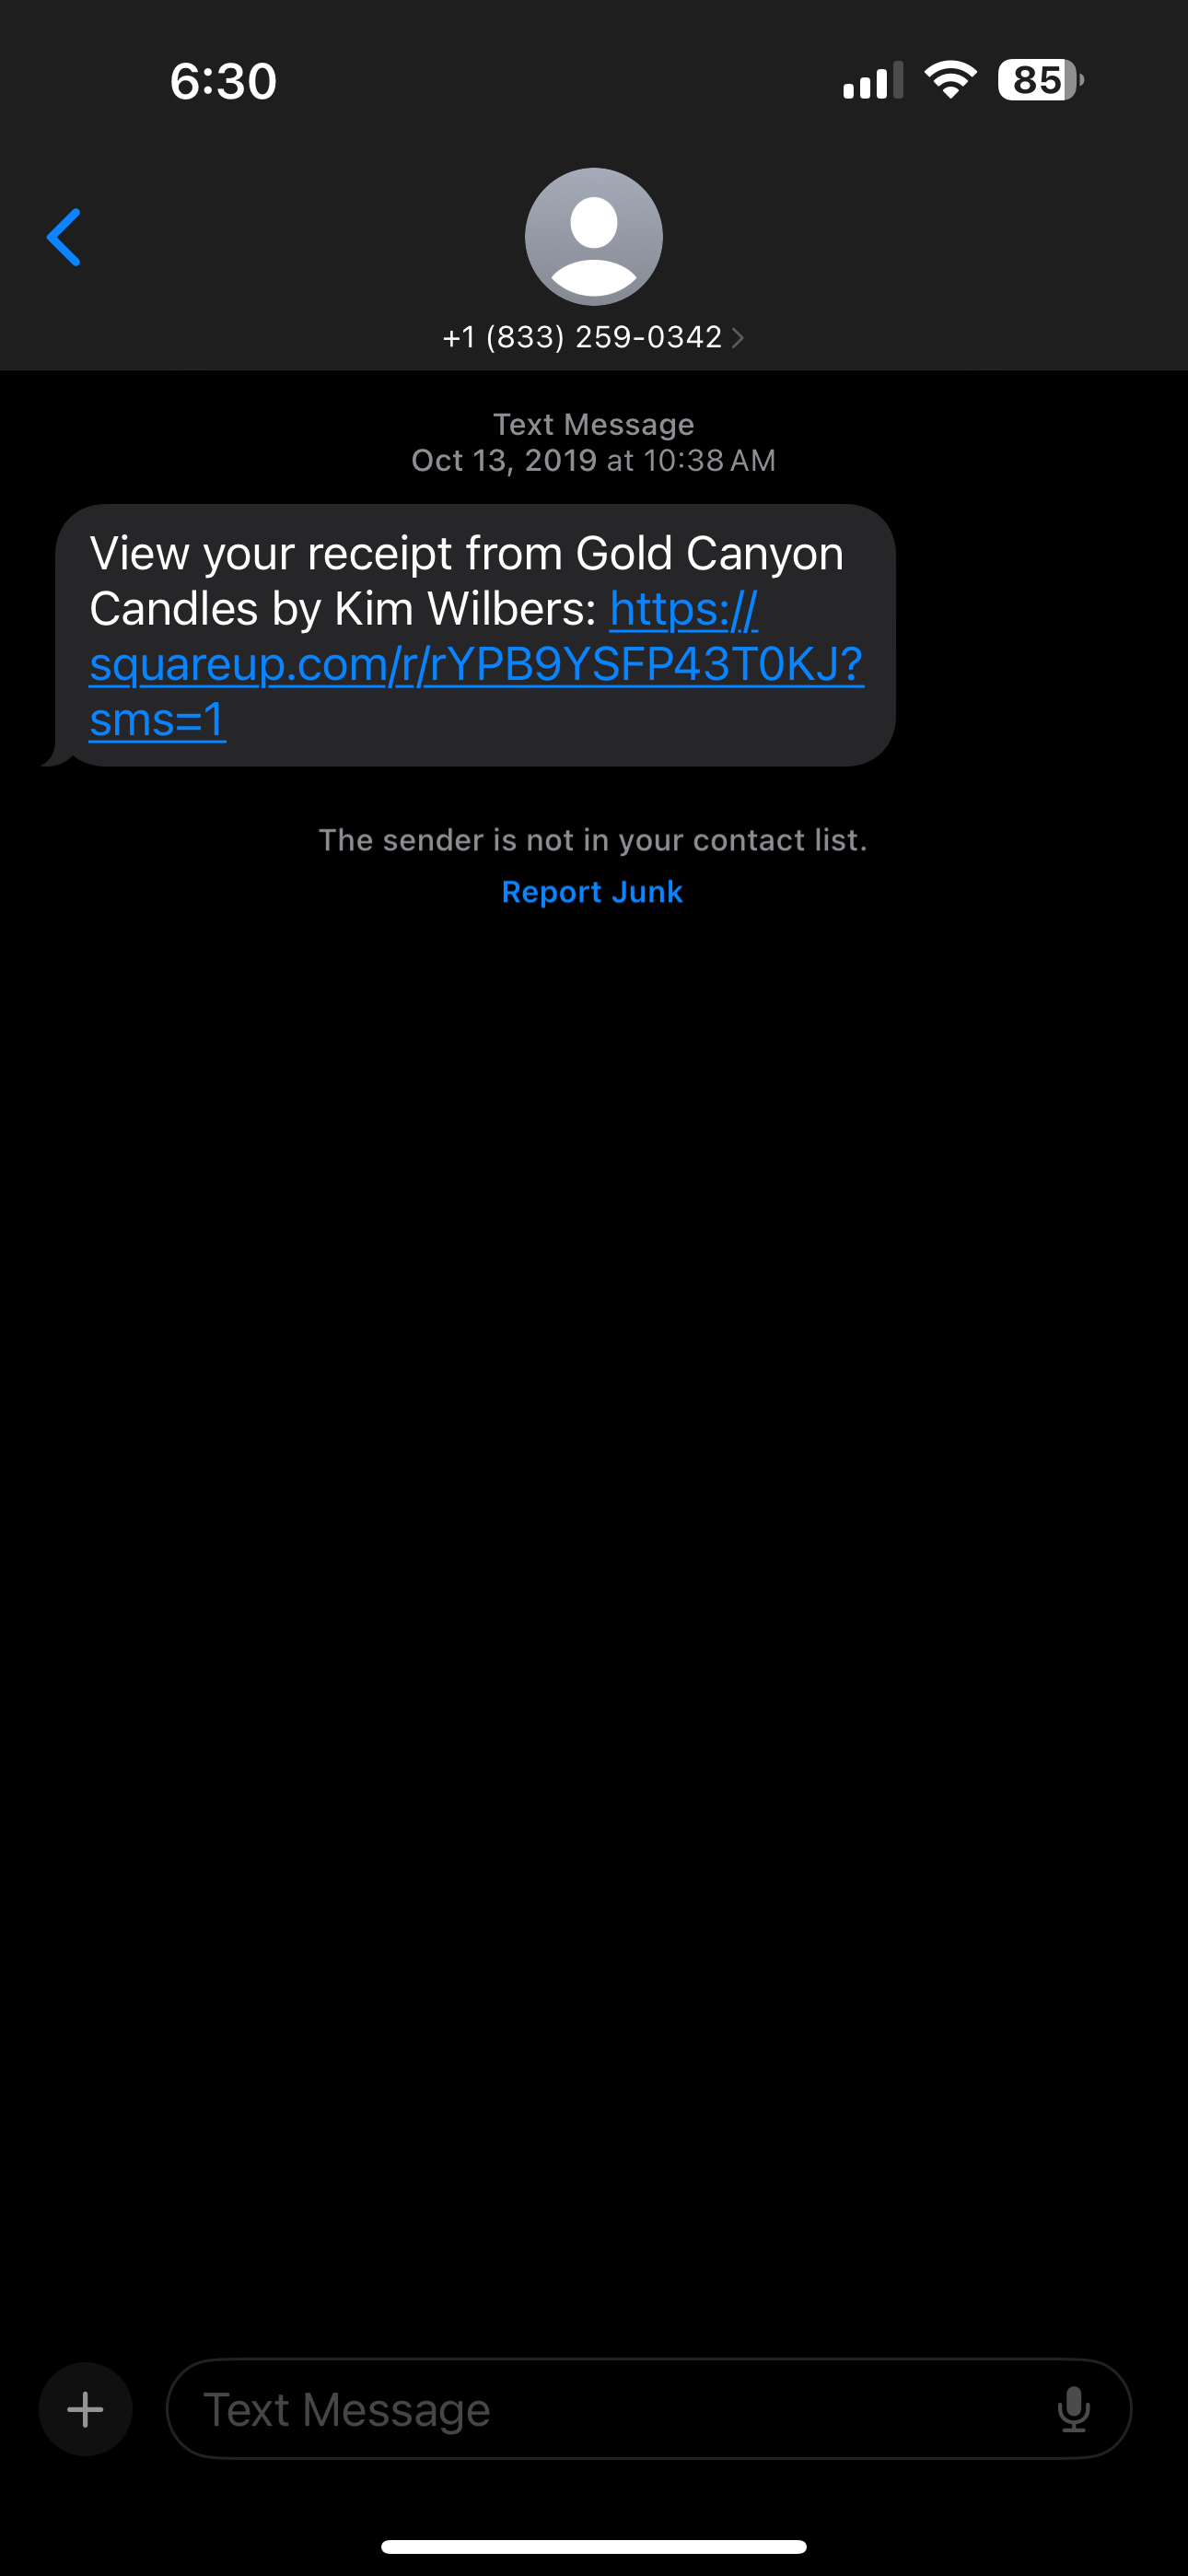 6:30
85
+1 (833) 259-0342
Text Message
Oct 13, 2019 at 10:38 AM
View your receipt from Gold Canyon
Candles by Kim Wilbers: https://
squareup.com/r/rYPB9YSFP43T0KJ?
sms=1
The sender is not in your contact list.
Report Junk
Text Message